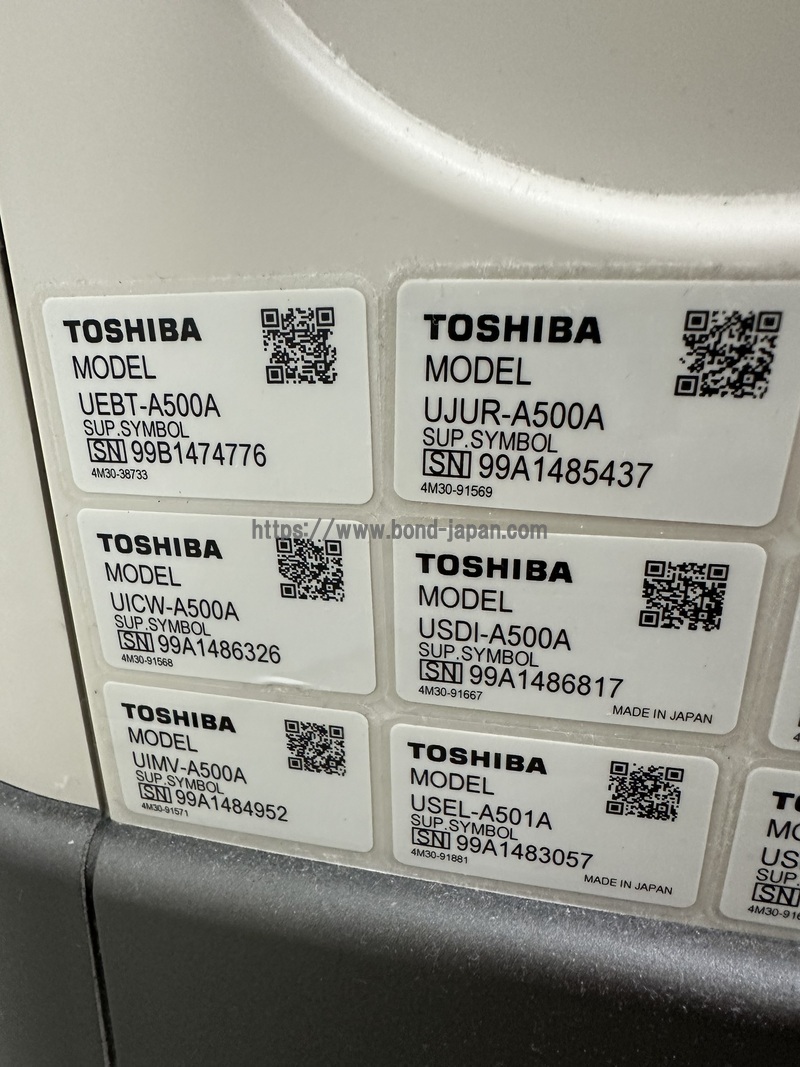 TOSHIBA
MODEL
UEBT-A500A
SUP.SYMBOL
SN 99B1474776
4M30-38733
TOSHIBA
MODEL
UJUR-A500A
SUP.SYMBOL
SN 99A1485437
4M30-91569
https://www.bond-japan.com
TOSHIBA
MODEL
UICW-A500A
SUP.SYMBOL
SN 99A1486326
4M30-91568
TOSHIBA
MODEL
USDI-A500A
SUP.SYMBOL
SN 99A1486817
4M30-91667
MADE IN JAPAN
TOSHIBA
MODEL
UIMV-A500A
SUP.SYMBOL
SN 99A1484952
4M30-91571
TOSHIBA
MODEL
USEL-A501A
SUP.SYMBOL
SN 99A1483057
4M30-91881
MADE IN JAPAN
SUP.
SN